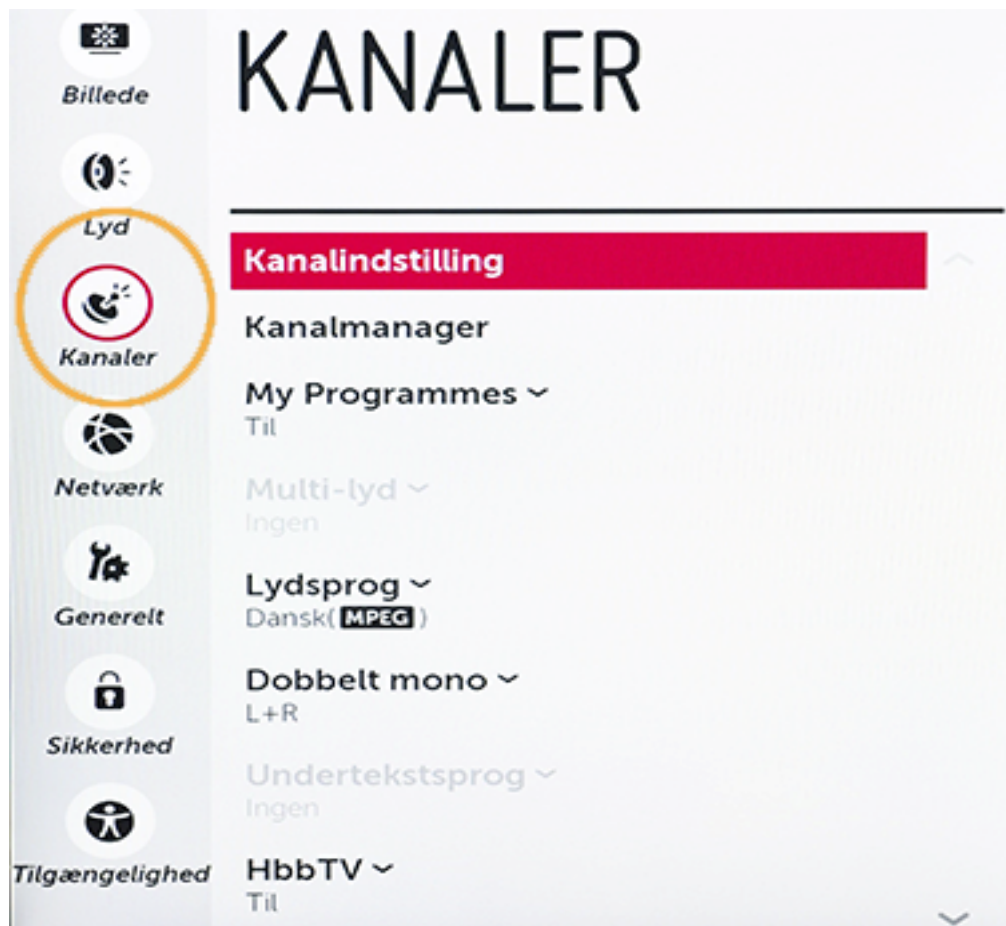 Billede
Lyd
Kanaler
Netværk
Generelt
Sikkerhed
Tilgængelighed
KANALER
Kanalindstilling
Kanalmanager
My Programmes
Til
Multi-lyd
Ingen
Lydsprog
Dansk(MPEG)
Dobbelt mono
L+R
Undertekstsprog
Ingen
HbbTV
Til